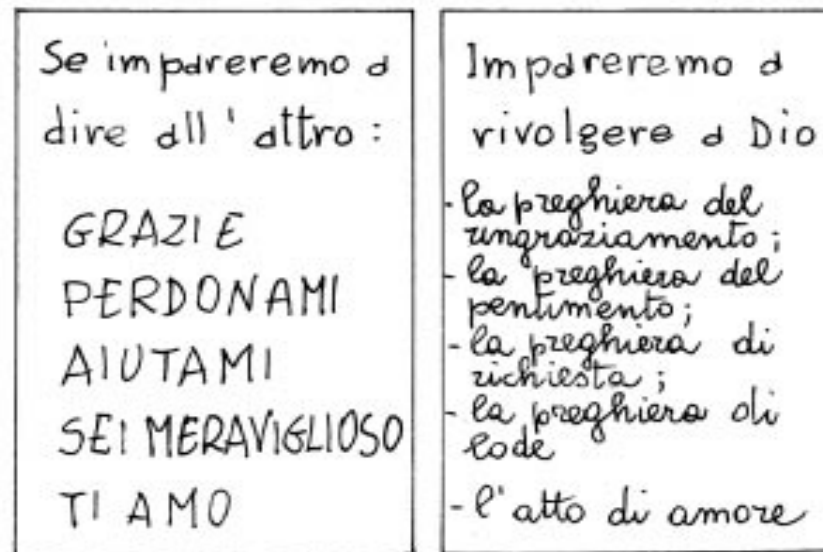 Se impareremo a
dire all'altro:
GRAZIE
PERDONAMI
AIUTAMI
SEI MERAVIGLIOSO
TI AMO
Impareremo a
rivolgere a Dio
- la preghiera del
ringraziamento;
- la preghiera del
pentimento;
- la preghiera di
richiesta;
- la preghiera di
lode
- l'atto di amore